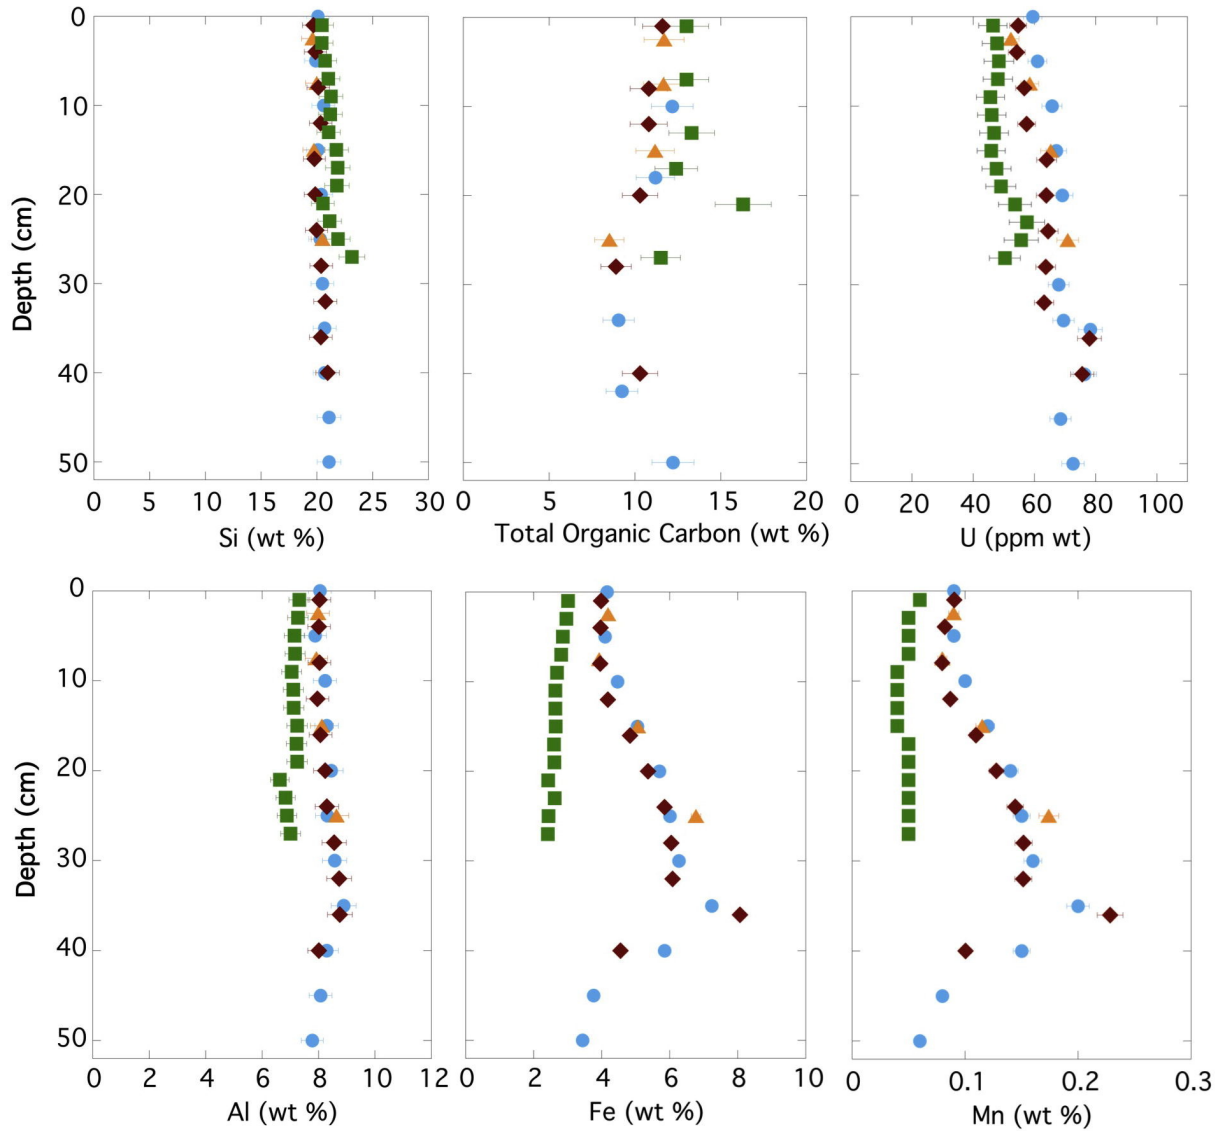 0
10
20
30
40
50
Depth (cm)
0 5 10 15 20 25 30
Si (wt %)
5 10 15 20
Total Organic Carbon (wt %)
0 20 40 60 80 100
U (ppm wt)
0
10
20
30
40
50
Depth (cm)
0 2 4 6 8 10 12
Al (wt %)
0 2 4 6 8 10
Fe (wt %)
0 0.1 0.2 0.3
Mn (wt %)